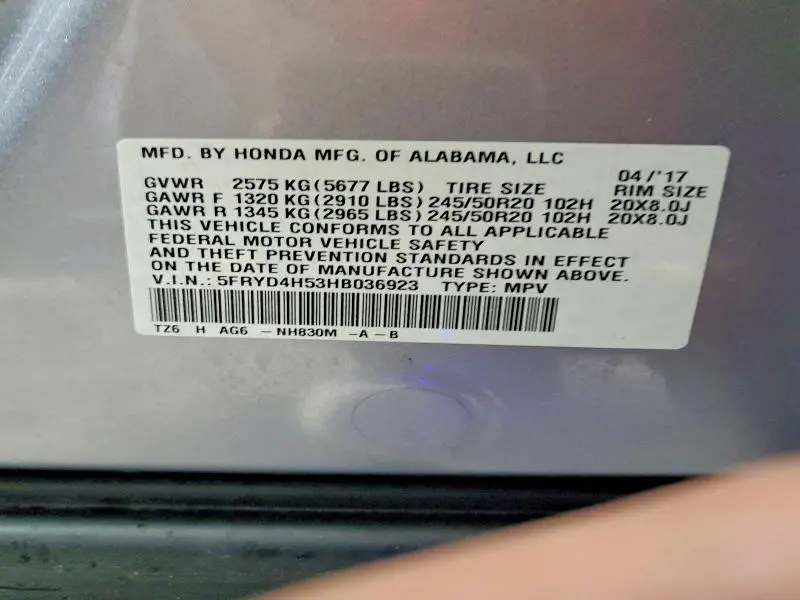 MFD. BY HONDA MFG. OF ALABAMA, LLC
04/'17
GVWR 2575 KG (5677 LBS) TIRE SIZE RIM SIZE
GAWR F 1320 KG (2910 LBS) 245/50R20 102H 20X8.0J
GAWR R 1345 KG (2965 LBS) 245/50R20 102H 20X8.0J
THIS VEHICLE CONFORMS TO ALL APPLICABLE
FEDERAL MOTOR VEHICLE SAFETY
AND THEFT PREVENTION STANDARDS IN EFFECT
ON THE DATE OF MANUFACTURE SHOWN ABOVE.
V.I.N.: 5FRYD4H53HB036923 TYPE: MPV
TZ6 H AG6 - NH830M -A-B